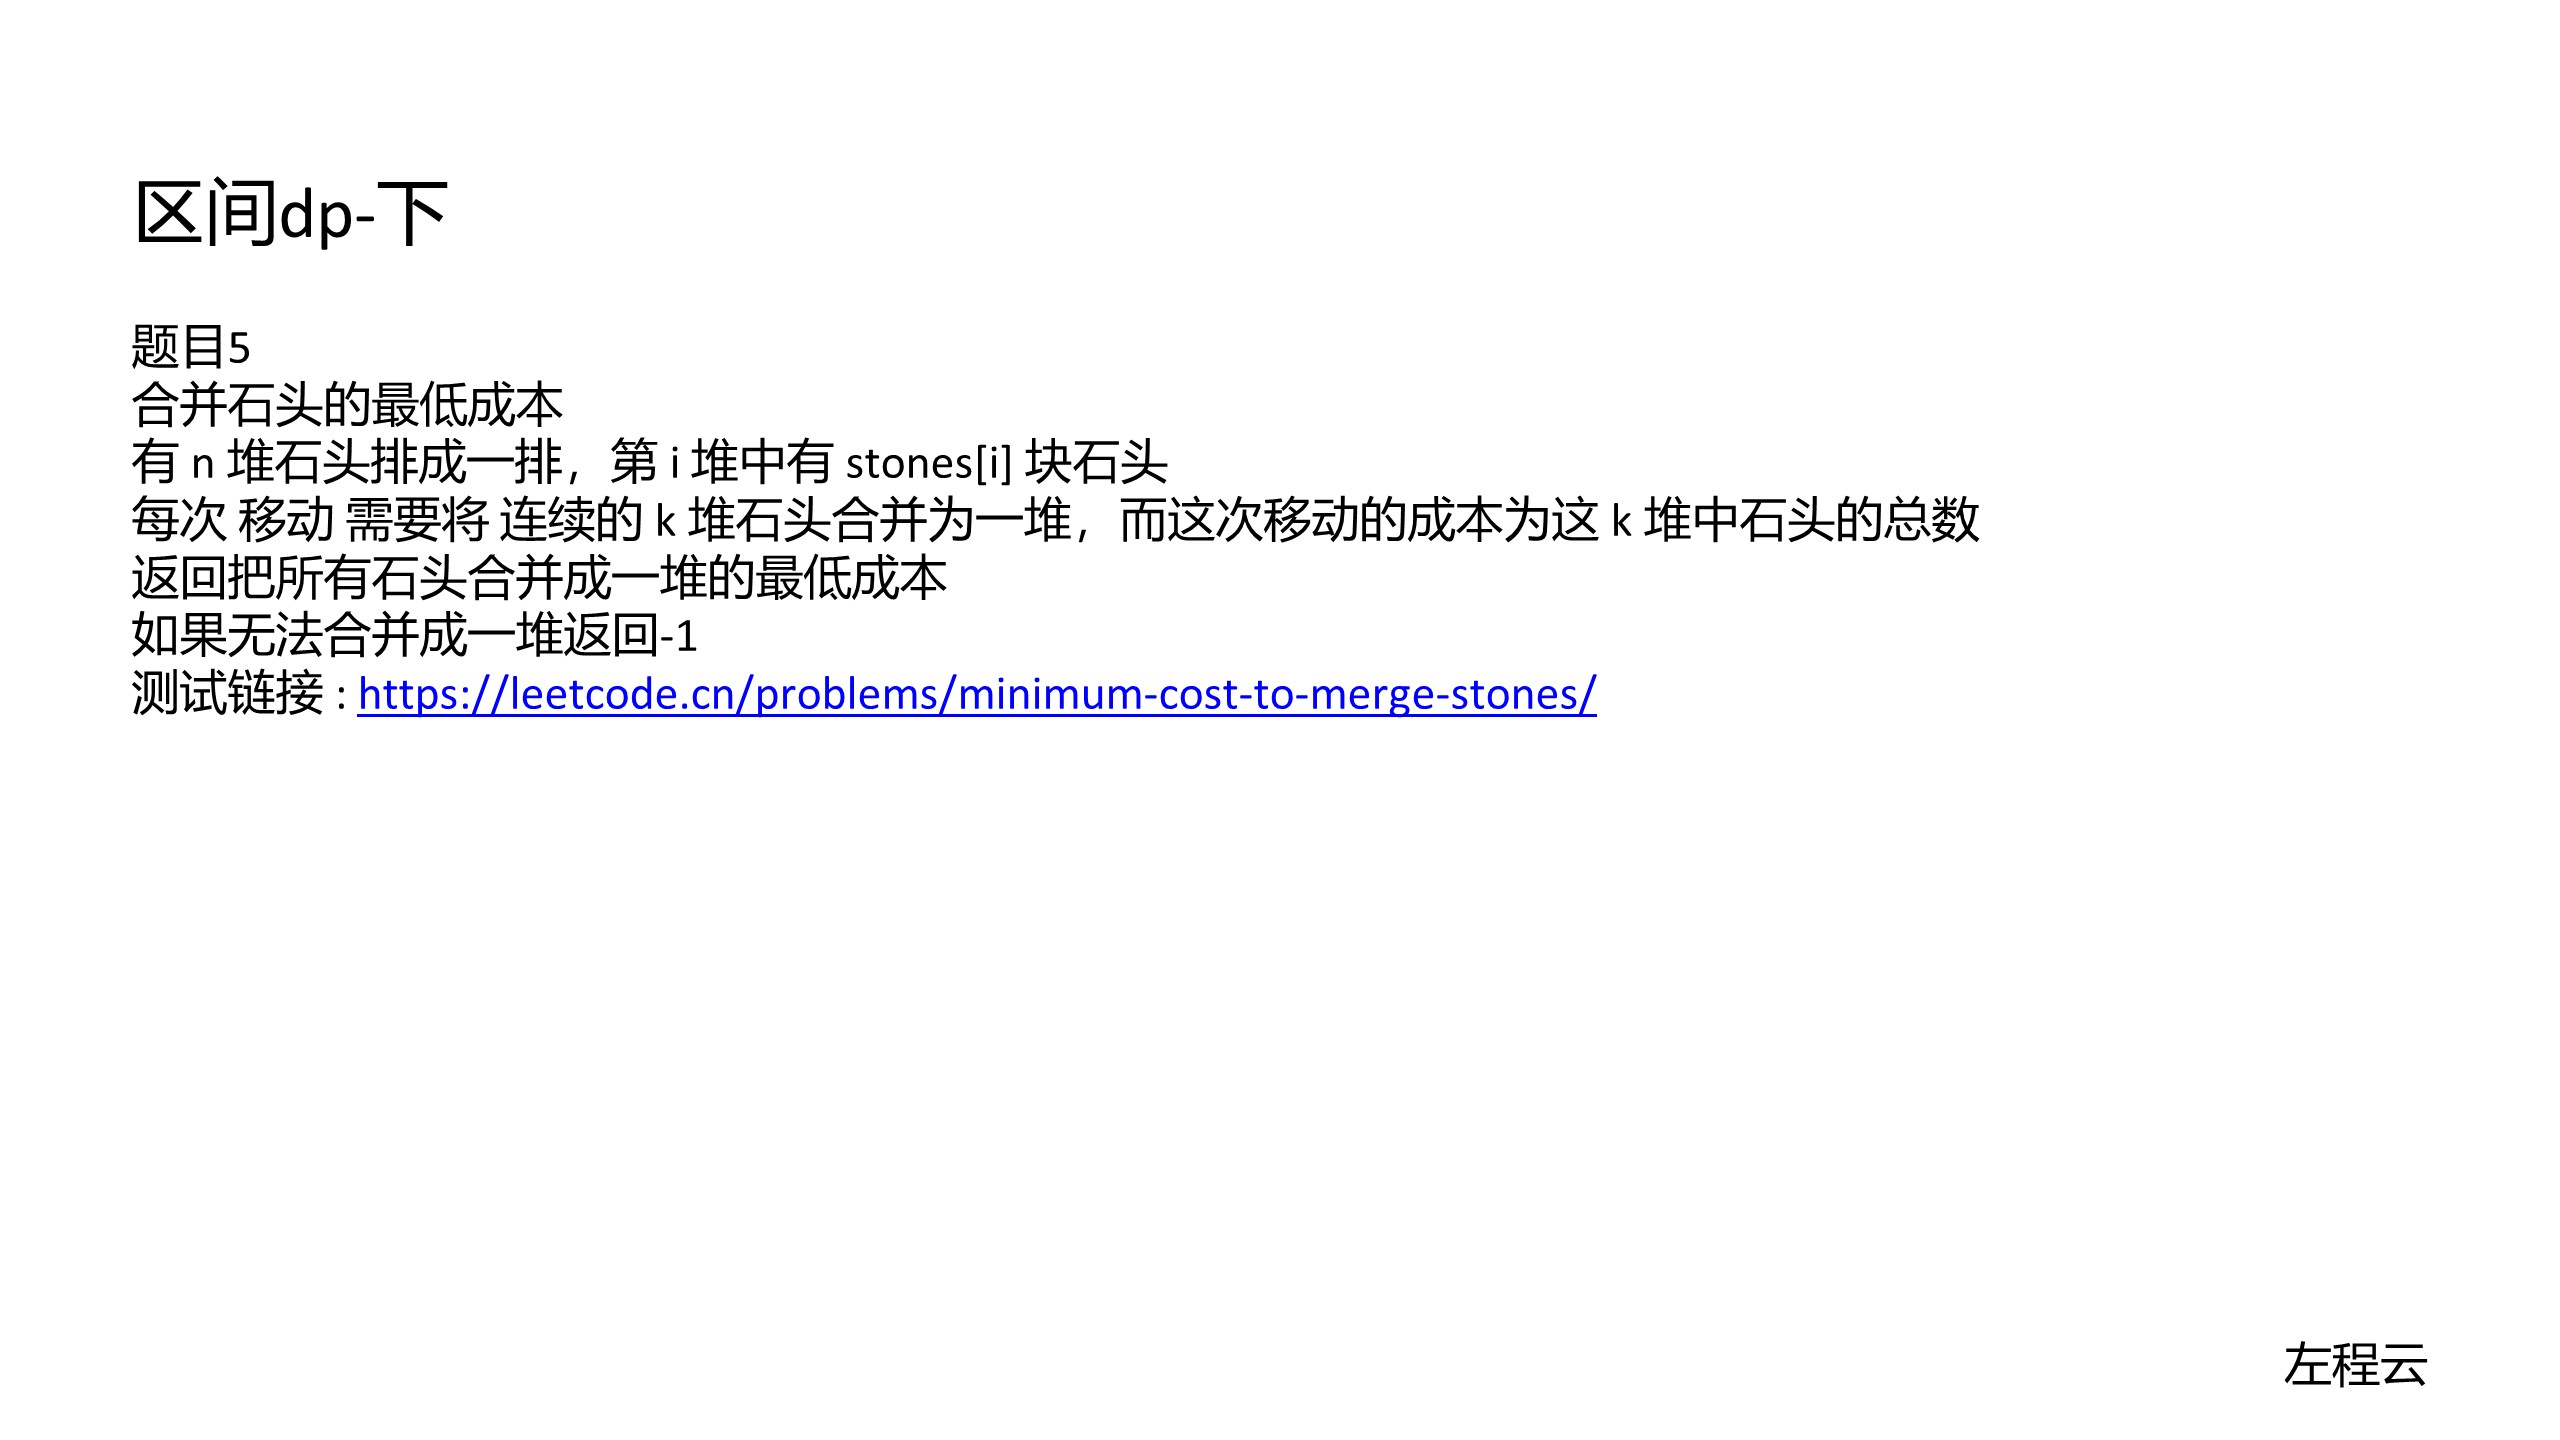 区间dp-下
题目5
合并石头的最低成本
有 n 堆石头排成一排，第 i 堆中有 stones[i] 块石头
每次 移动 需要将 连续的 k 堆石头合并为一堆，而这次移动的成本为这 k 堆中石头的总数
返回把所有石头合并成一堆的最低成本
如果无法合并成一堆返回-1
测试链接 : https://leetcode.cn/problems/minimum-cost-to-merge-stones/
左程云